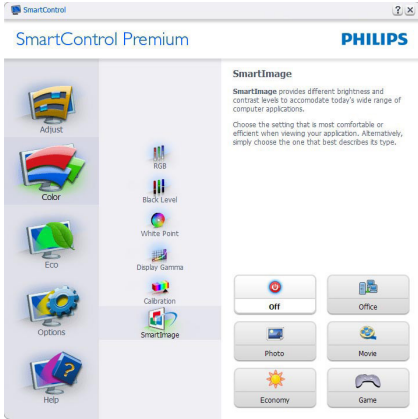 SmartControl
SmartControl Premium
PHILIPS
Adjust
Color
Eco
Options
Help
RGB
Black Level
White Point
Display Gamma
Calibration
SmartImage
SmartImage
SmartImage provides different brightness and
contrast levels to accomodate today's wide range of
computer applications.
Choose the setting that is most comfortable or
efficient when viewing your application. Alternatively,
simply choose the one that best describes its type.
Off
Office
Photo
Movie
Economy
Game